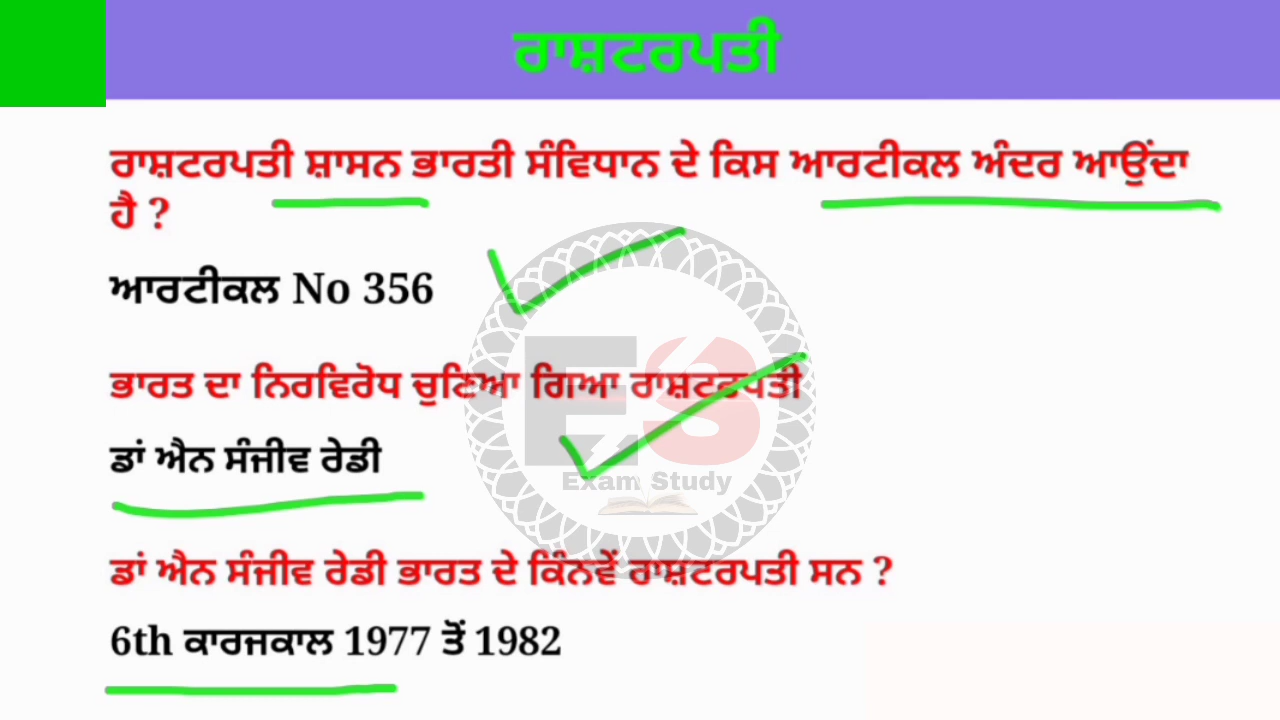 ਰਾਸ਼ਟਰਪਤੀ
ਰਾਸ਼ਟਰਪਤੀ ਸ਼ਾਸਨ ਭਾਰਤੀ ਸੰਵਿਧਾਨ ਦੇ ਕਿਸ ਆਰਟੀਕਲ ਅੰਦਰ ਆਉਂਦਾ
ਹੈ ?
ਆਰਟੀਕਲ No 356
ਭਾਰਤ ਦਾ ਨਿਰਵਿਰੋਧ ਚੁਣਿਆ ਗਿਆ ਰਾਸ਼ਟਰਪਤੀ
ਡਾਂ ਐਨ ਸੰਜੀਵ ਰੇਡੀ
ES
Exam Study
ਡਾਂ ਐਨ ਸੰਜੀਵ ਰੇਡੀ ਭਾਰਤ ਦੇ ਕਿੰਨਵੇਂ ਰਾਸ਼ਟਰਪਤੀ ਸਨ ?
6th ਕਾਰਜਕਾਲ 1977 ਤੋਂ 1982